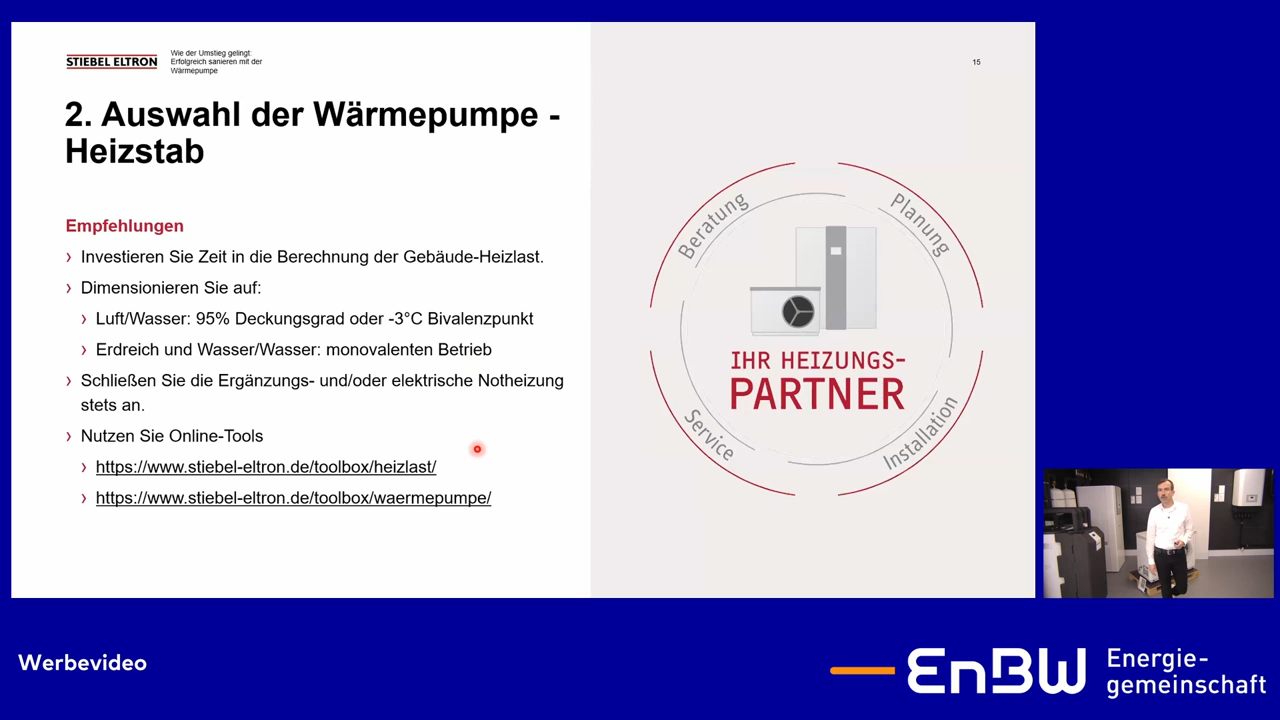 STIEBEL ELTRON
Wie der Umstieg gelingt:
Erfolgreich sanieren mit der
Wärmepumpe
15
2. Auswahl der Wärmepumpe -
Heizstab
Empfehlungen
› Investieren Sie Zeit in die Berechnung der Gebäude-Heizlast.
› Dimensionieren Sie auf:
› Luft/Wasser: 95% Deckungsgrad oder -3°C Bivalenzpunkt
› Erdreich und Wasser/Wasser: monovalenten Betrieb
› Schließen Sie die Ergänzungs- und/oder elektrische Notheizung
stets an.
› Nutzen Sie Online-Tools
› https://www.stiebel-eltron.de/toolbox/heizlast/
› https://www.stiebel-eltron.de/toolbox/waermepumpe/
Beratung
Planung
IHR HEIZUNGS-
PARTNER
Service
Installation
Werbevideo
EnBW
Energie-
gemeinschaft